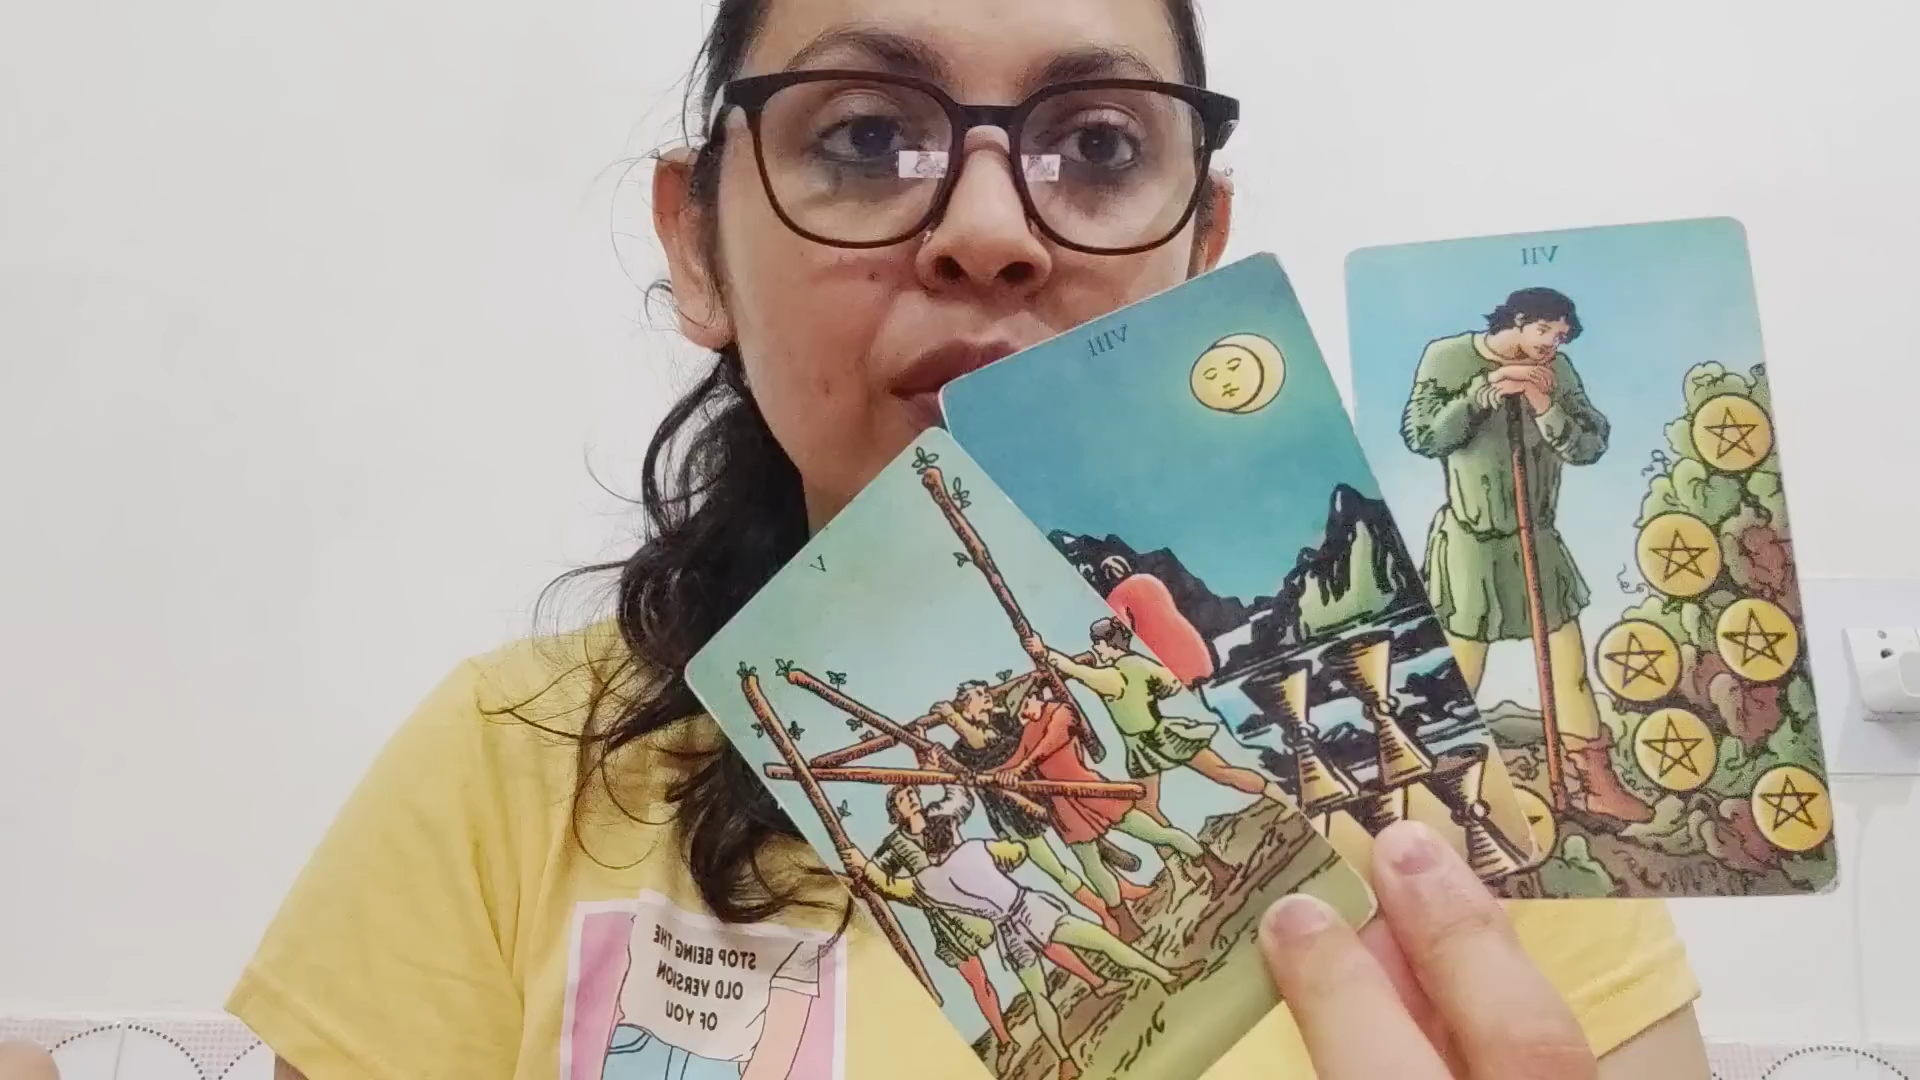 VII
VIII
V
STOP BEING THE
OLD VERSION
OF YOU